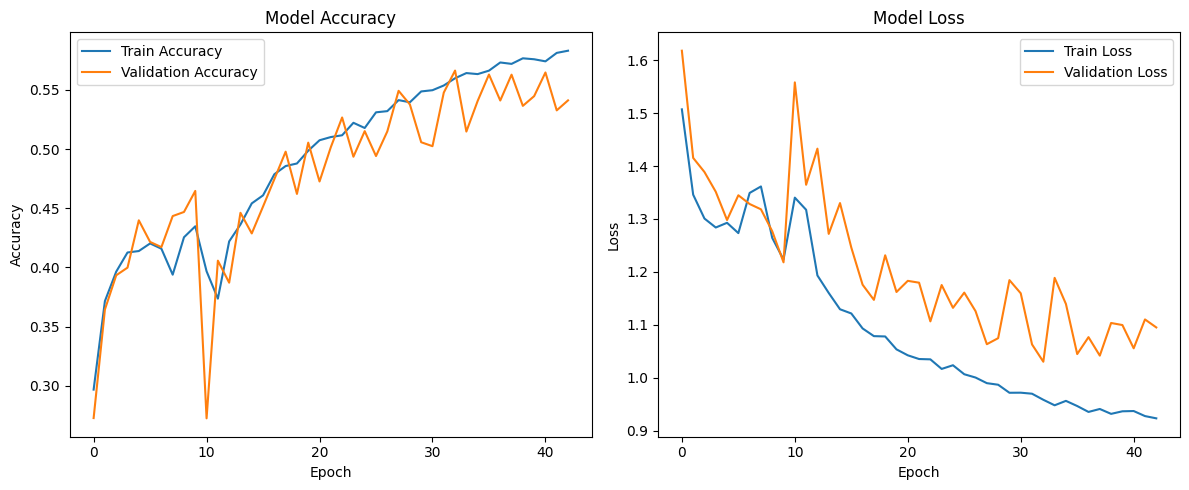 Model Accuracy
Train Accuracy
Validation Accuracy
0.55
0.50
0.45
0.40
0.35
0.30
Accuracy
0
10
20
30
40
Epoch
Model Loss
Train Loss
Validation Loss
1.6
1.5
1.4
1.3
1.2
1.1
1.0
0.9
Loss
0
10
20
30
40
Epoch